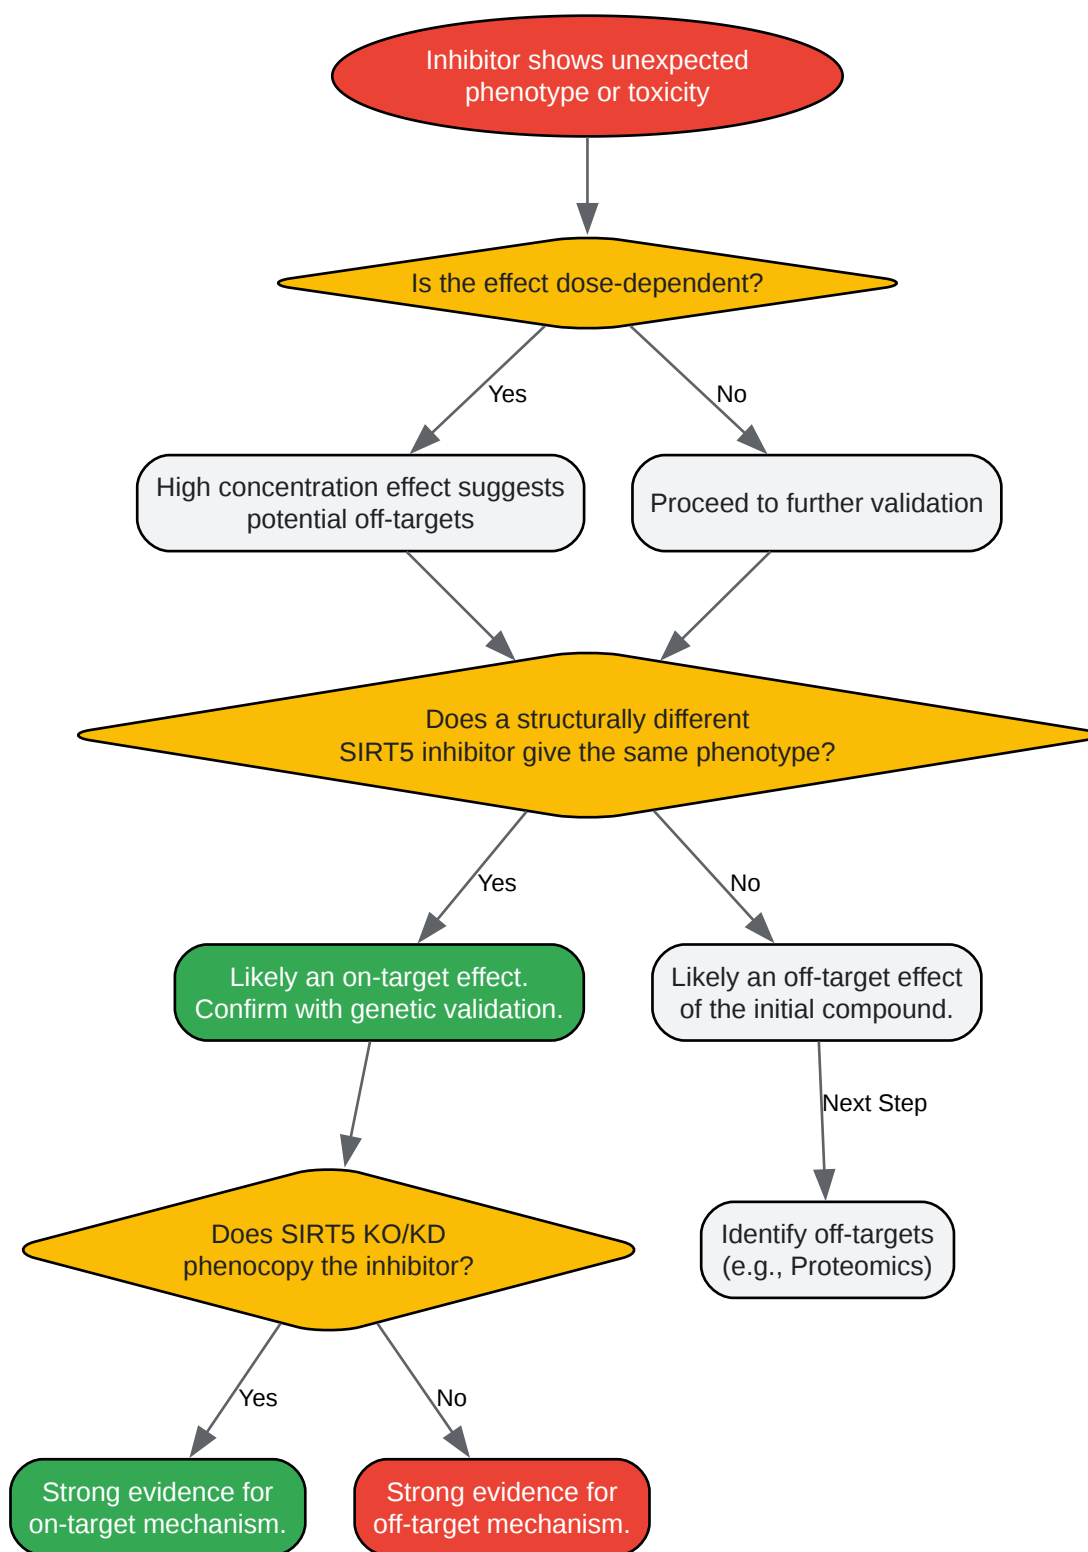 Inhibitor shows unexpected
phenotype or toxicity
Is the effect dose-dependent?
Yes
No
High concentration effect suggests
potential off-targets
Proceed to further validation
Does a structurally different
SIRT5 inhibitor give the same phenotype?
Yes
No
Likely an on-target effect.
Confirm with genetic validation.
Likely an off-target effect
of the initial compound.
Next Step
Does SIRT5 KO/KD
phenocopy the inhibitor?
Identify off-targets
(e.g., Proteomics)
Yes
No
Strong evidence for
on-target mechanism.
Strong evidence for
off-target mechanism.